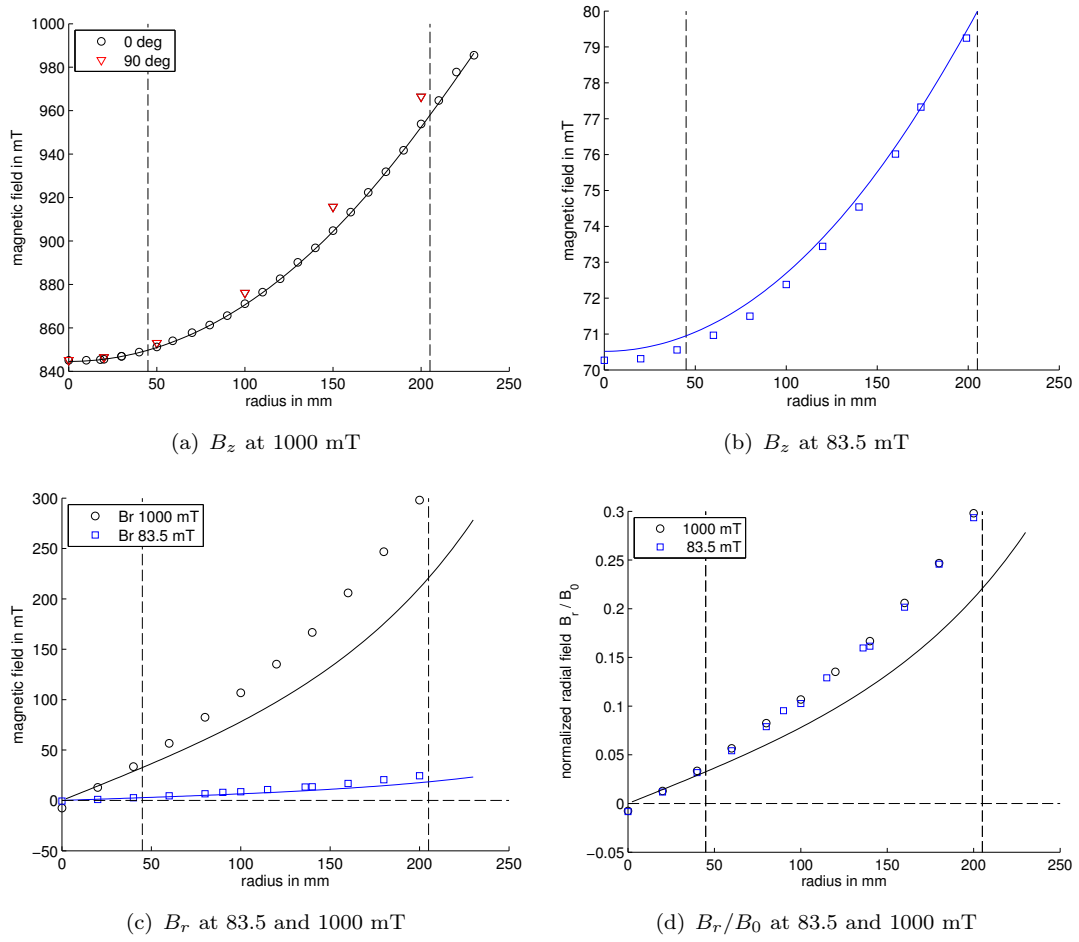 1000
980
960
940
920
900
880
860
840
0 deg
90 deg
magnetic field in mT
0 50 100 150 200 250
radius in mm
(a) B_z at 1000 mT
80
79
78
77
76
75
74
73
72
71
70
magnetic field in mT
0 50 100 150 200 250
radius in mm
(b) B_z at 83.5 mT
300
250
200
150
100
50
0
−50
Br 1000 mT
Br 83.5 mT
magnetic field in mT
0 50 100 150 200 250
radius in mm
(c) B_r at 83.5 and 1000 mT
0.3
0.25
0.2
0.15
0.1
0.05
0
−0.05
1000 mT
83.5 mT
normalized radial field B_r / B_0
0 50 100 150 200 250
radius in mm
(d) B_r/B_0 at 83.5 and 1000 mT